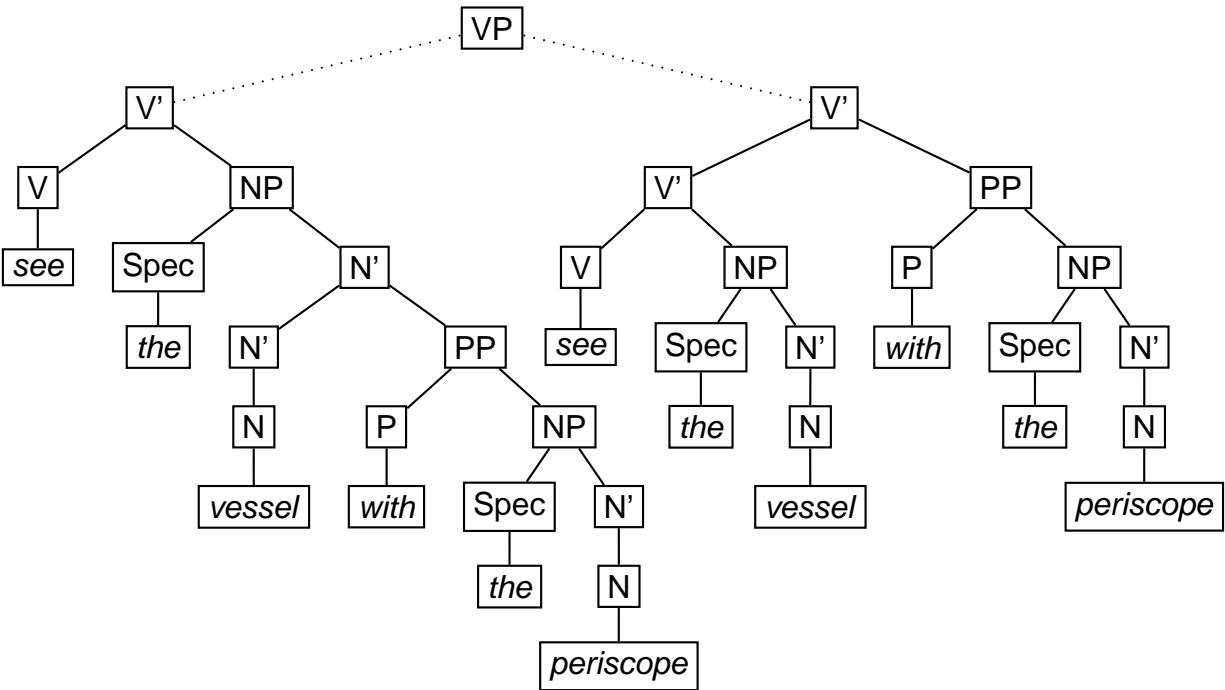 VP
V' V'
V NP V' PP
see Spec N' V NP P NP
the N' PP see Spec N' with Spec N'
N P NP the N the N
vessel with Spec N' vessel periscope
the N
periscope